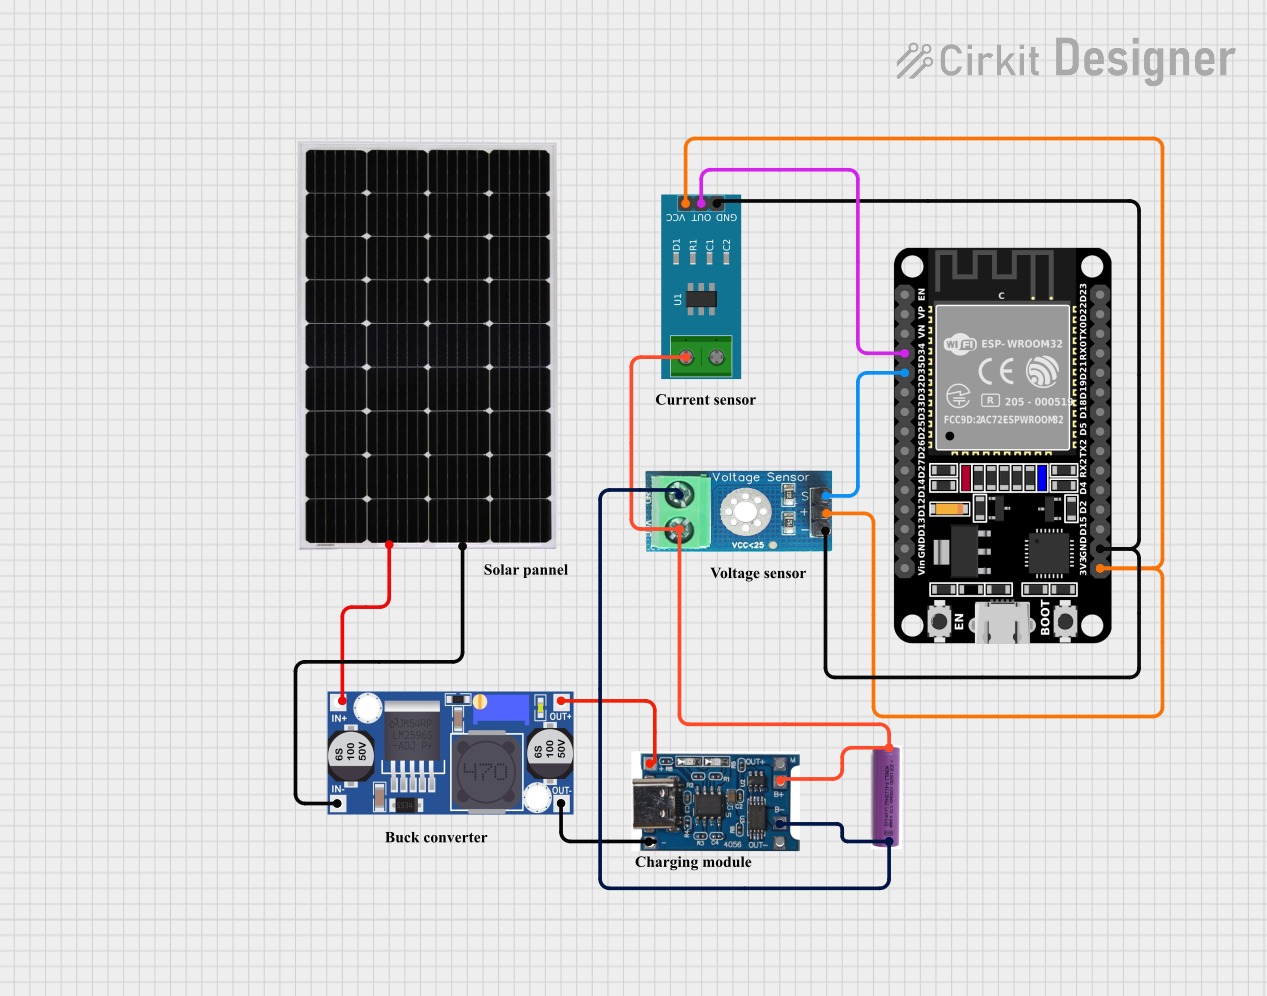 Cirkit Designer
VCC OUT GND
D1 R1 C1 C2
U1
Current sensor
Voltage Sensor
S
+
-
VCC<25
Voltage sensor
Solar pannel
EN
VP
VN
D34
D35
D32
D33
D25
D26
D27
D14
D12
D13
GND
Vin
C
WiFi ESP-WROOM32
CE
R 205 - 000519
FCC9D:2AC72ESPWROOM32
D23
D22
TX0
RX0
D21
D19
D18
D5
TX2
RX2
D4
D2
D15
GND
3V3
EN
BOOT
IN+
OUT+
6S
100
50V
LM2596S
-ADJ P+
470
6S
100
50V
IN-
OUT-
Buck converter
OUT+
B+
B-
OUT-
R3
C4
4056
Charging module